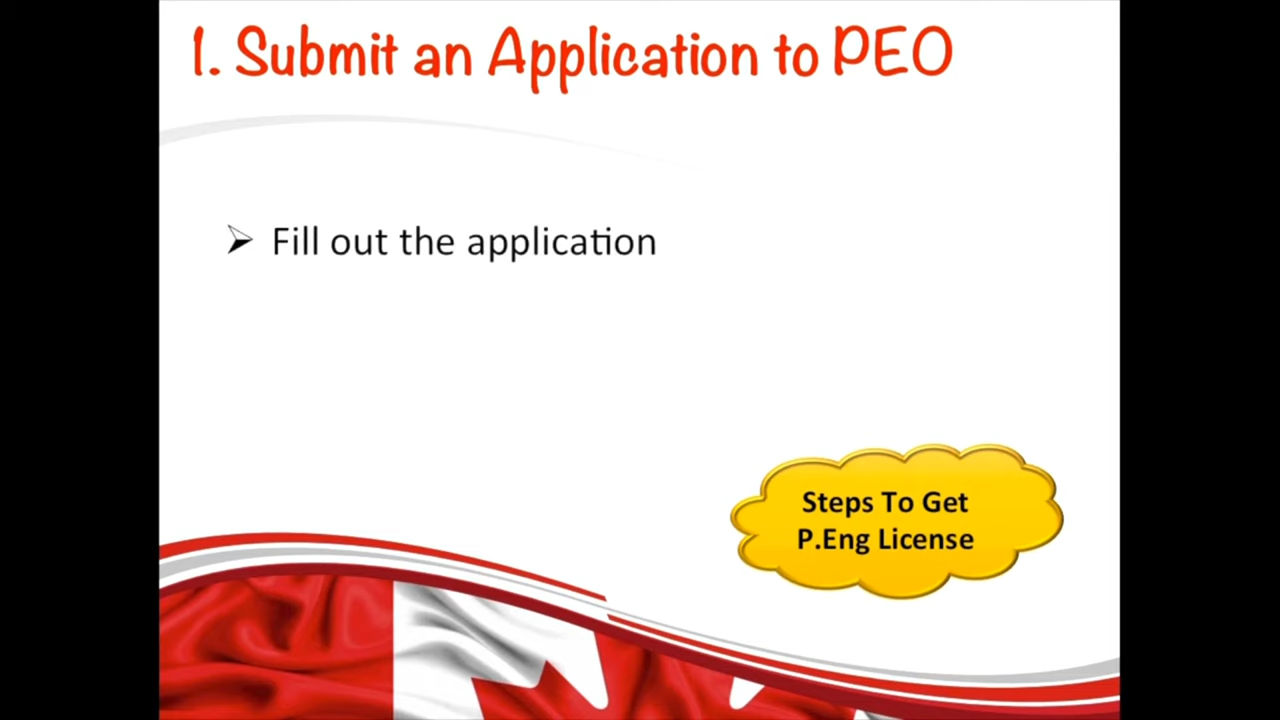 1. Submit an Application to PEO
➢ Fill out the application
Steps To Get
P.Eng License